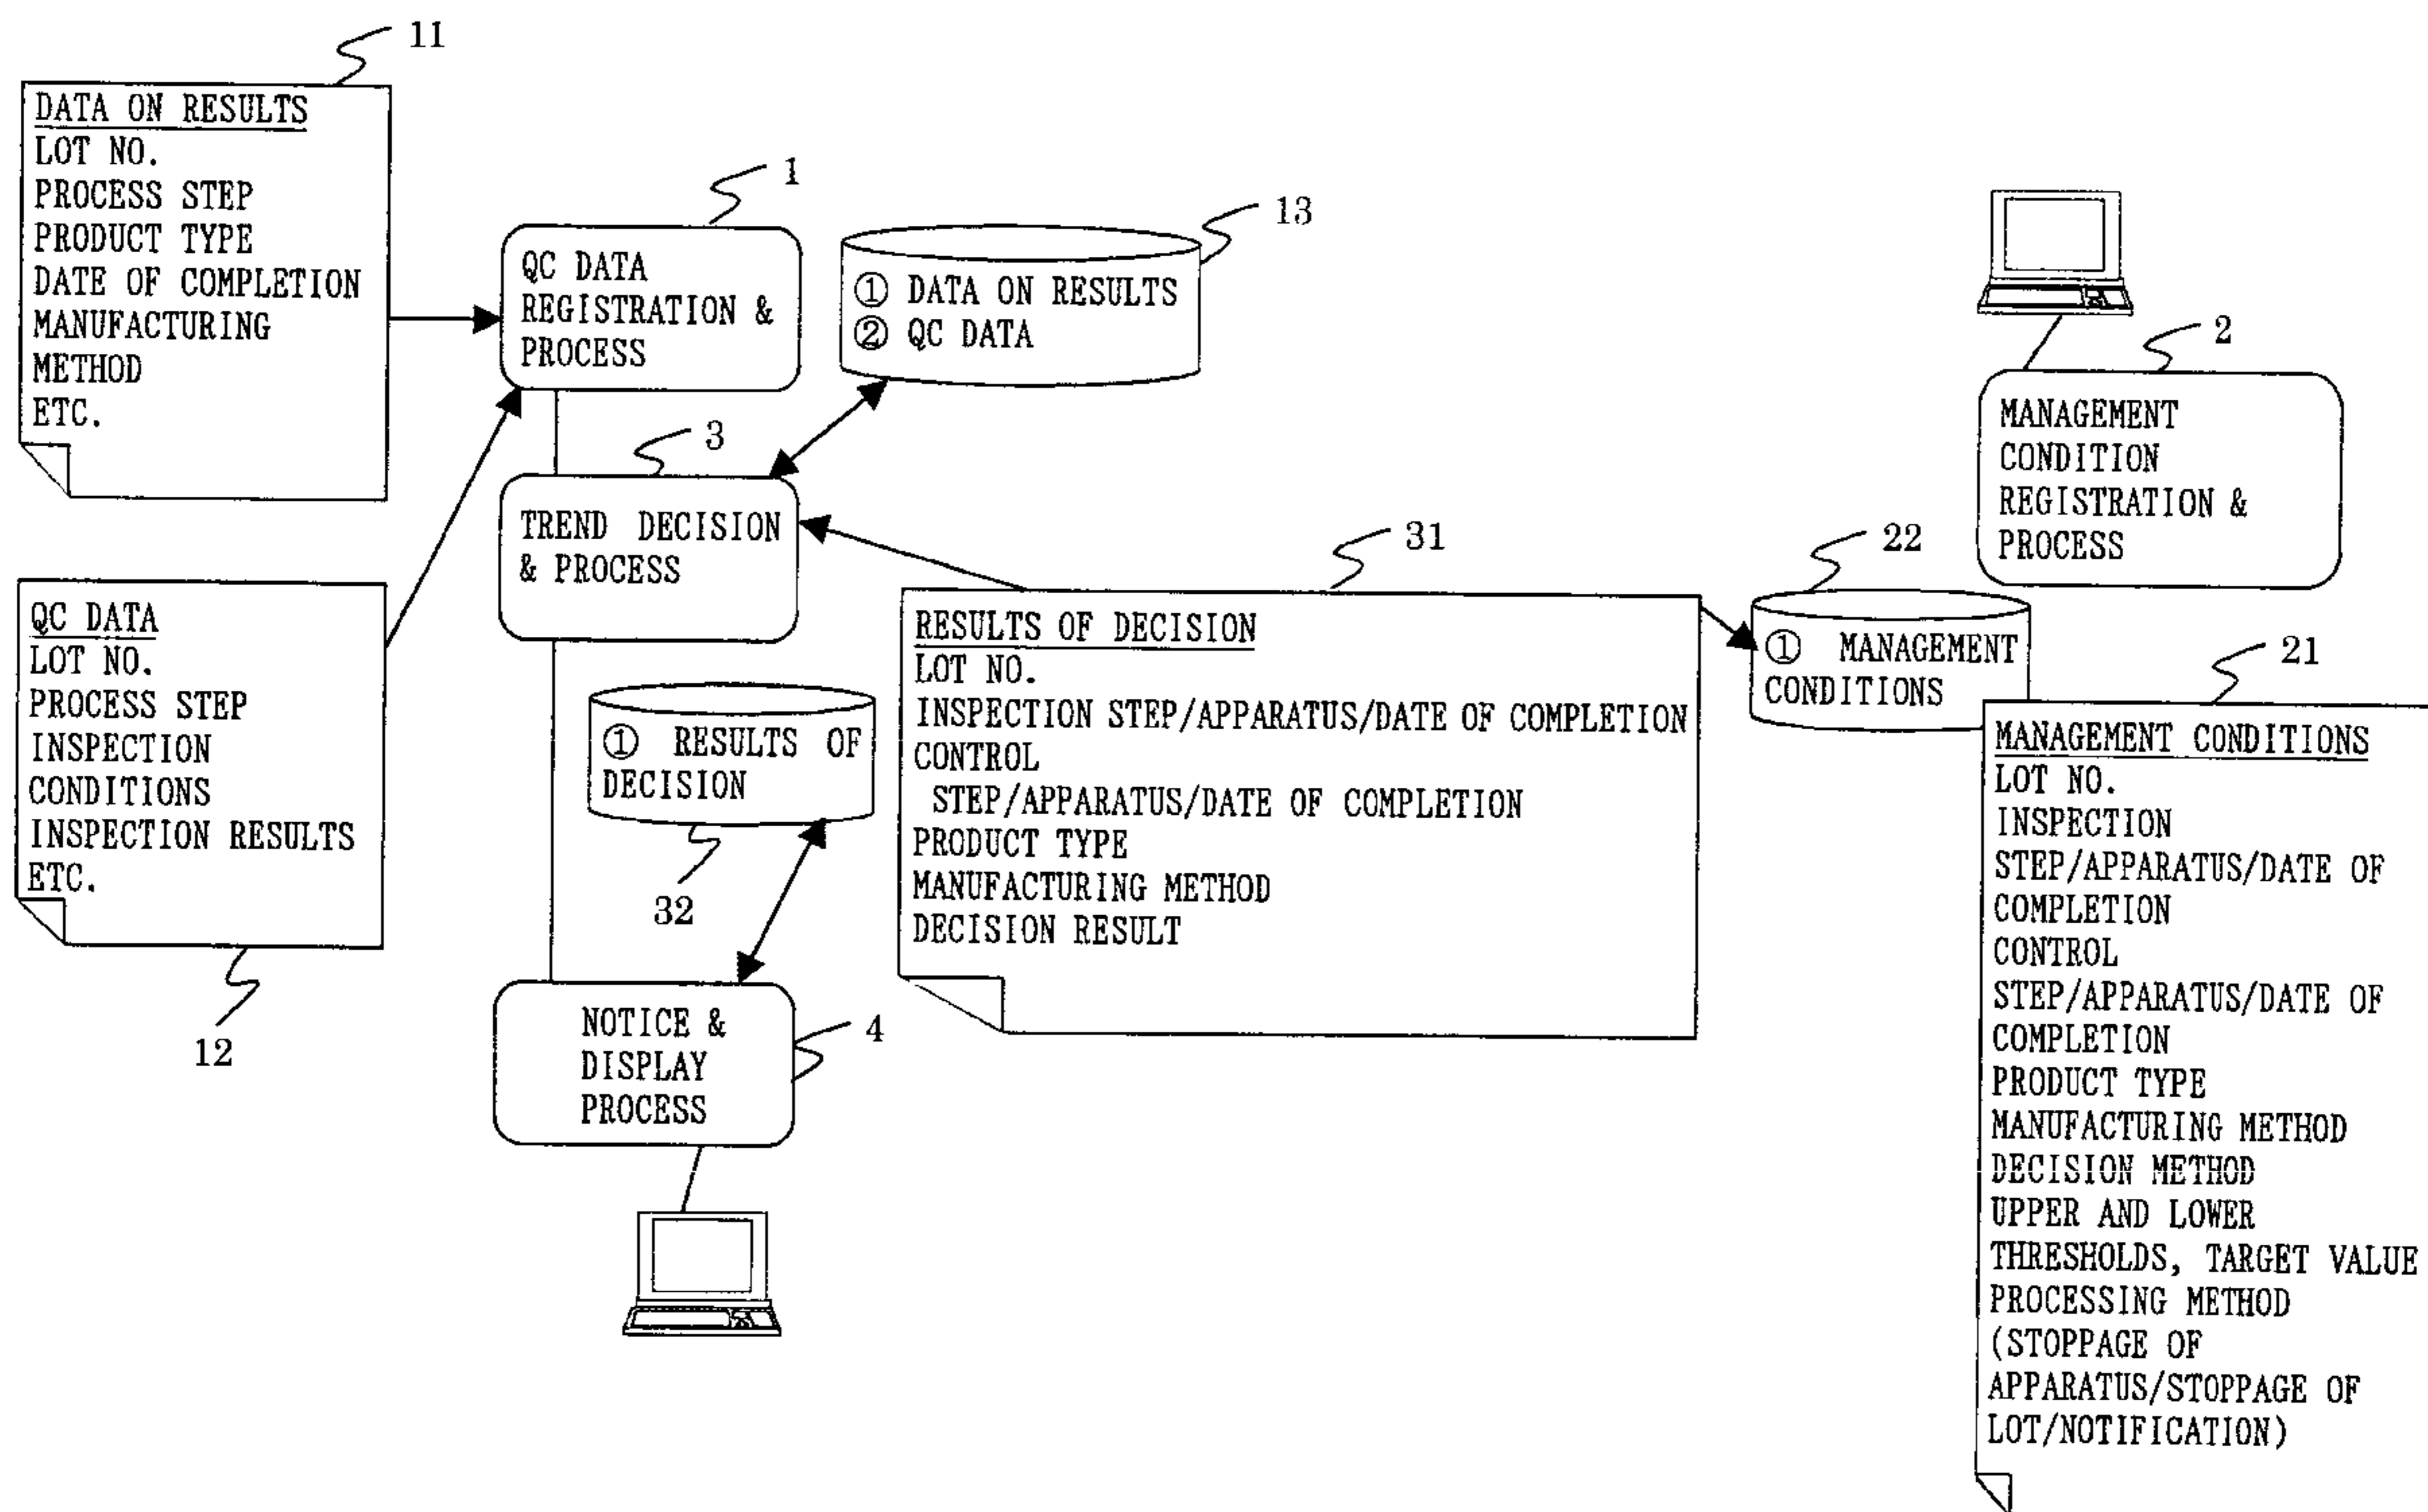 11
DATA ON RESULTS
LOT NO.
PROCESS STEP
PRODUCT TYPE
DATE OF COMPLETION
MANUFACTURING
METHOD
ETC.
1
QC DATA
REGISTRATION &
PROCESS
13
① DATA ON RESULTS
② QC DATA
2
MANAGEMENT
CONDITION
REGISTRATION &
PROCESS
3
TREND DECISION
& PROCESS
12
QC DATA
LOT NO.
PROCESS STEP
INSPECTION
CONDITIONS
INSPECTION RESULTS
ETC.
32
① RESULTS OF
DECISION
31
RESULTS OF DECISION
LOT NO.
INSPECTION STEP/APPARATUS/DATE OF COMPLETION
CONTROL
STEP/APPARATUS/DATE OF COMPLETION
PRODUCT TYPE
MANUFACTURING METHOD
DECISION RESULT
22
① MANAGEMENT
CONDITIONS
21
MANAGEMENT CONDITIONS
LOT NO.
INSPECTION
STEP/APPARATUS/DATE OF
COMPLETION
CONTROL
STEP/APPARATUS/DATE OF
COMPLETION
PRODUCT TYPE
MANUFACTURING METHOD
DECISION METHOD
UPPER AND LOWER
THRESHOLDS, TARGET VALUE
PROCESSING METHOD
(STOPPAGE OF
APPARATUS/STOPPAGE OF
LOT/NOTIFICATION)
4
NOTICE &
DISPLAY
PROCESS